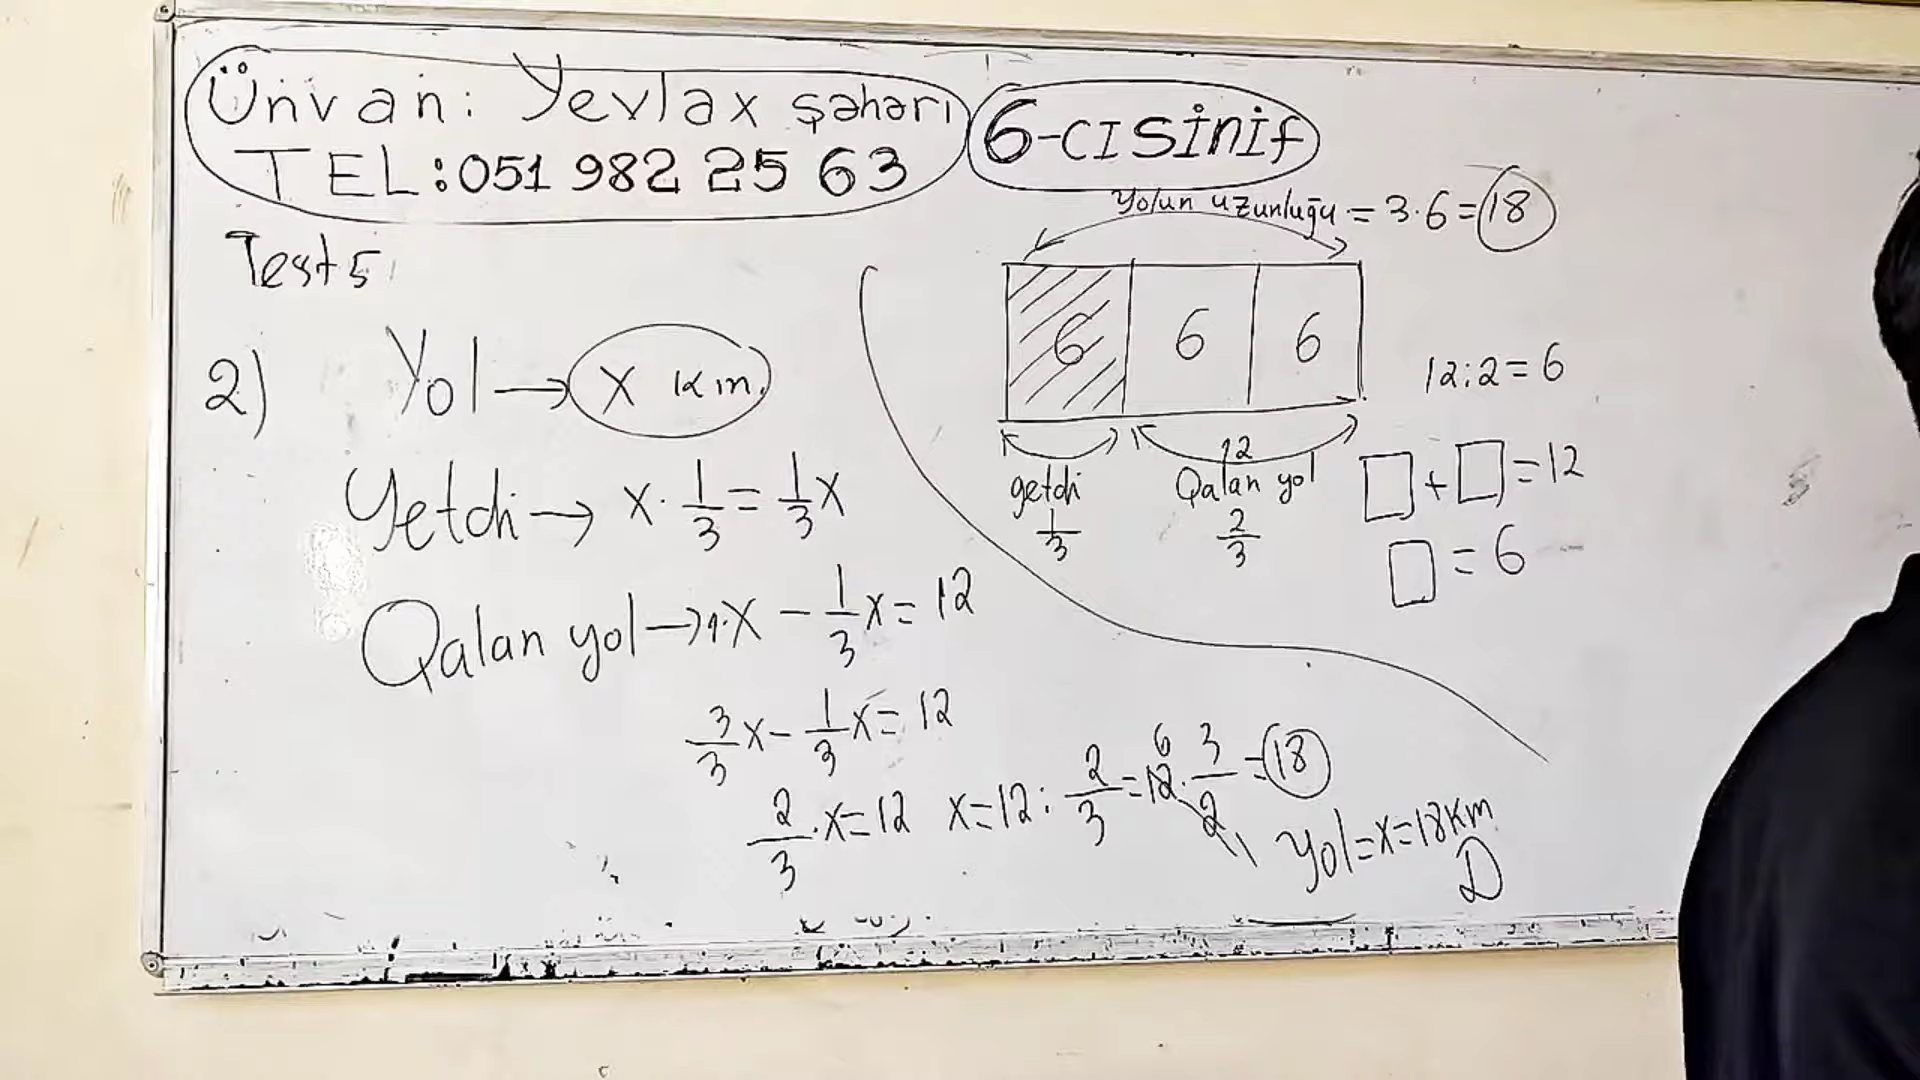 Ünvan: Yevlax şəhəri
TEL: 051 982 25 63
6-CI SİNİF
Test 5
2) Yol → x km.
Getdi → x · 1/3 = 1/3 x
Qalan yol → 1·x - 1/3 x = 12
3/3 x - 1/3 x = 12
2/3 · x = 12 x = 12 : 2/3 = 12 · 3/2 = 18
6
1
Yol = x = 18 km
D
Yolun uzunluğu = 3 · 6 = 18
6 6 6
12 : 2 = 6
12
getdi Qalan yol
1/3 2/3
□ + □ = 12
□ = 6